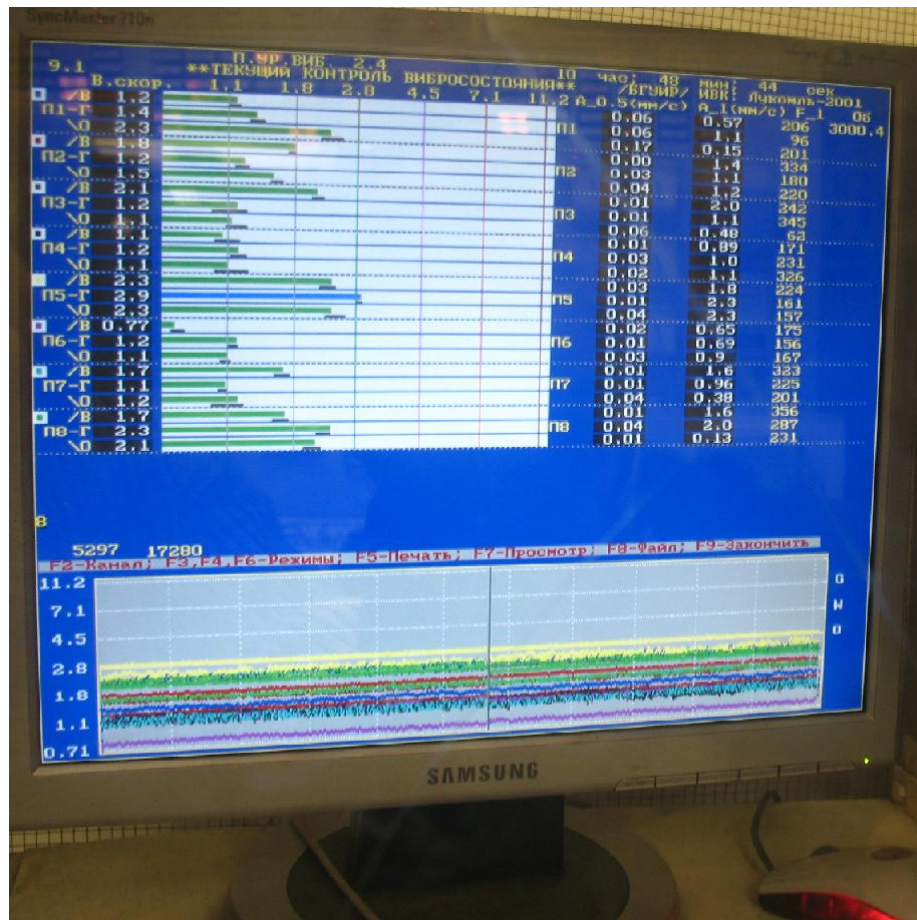 SyncMaster 710n
9.1 П.УР.ВИБ. 2.4 10 час; 48 мин; 44 сек
**ТЕКУЩИЙ КОНТРОЛЬ ВИБРОСОСТОЯНИЯ** /БГУИР/ ИВК: Лукомль-2001
В.скор. 1.1 1.8 2.8 4.5 7.1 11.2 А_0.5(мм/с) А_1(мм/с) F_1 Об
/В 1.2 0.06 0.57 206 3000.4
П1-Г 1.4 П1 0.06 1.1 96
\О 2.3 0.17 0.15 201
/В 1.8 0.00 1.4 334
П2-Г 1.2 П2 0.03 1.1 180
\О 1.5 0.04 1.2 220
/В 2.1 0.01 2.0 242
П3-Г 1.2 П3 0.01 1.1 345
\О 1.1 0.06 0.48 62
/В 1.1 0.01 0.89 171
П4-Г 1.2 П4 0.03 1.0 231
\О 1.1 0.02 1.1 326
/В 2.3 0.03 1.8 224
П5-Г 2.9 П5 0.01 2.3 161
\О 2.3 0.04 2.3 157
/В 0.77 0.02 0.65 175
П6-Г 1.2 П6 0.01 0.69 156
\О 1.1 0.03 0.9 167
/В 1.7 0.01 1.6 323
П7-Г 1.1 П7 0.01 0.96 225
\О 1.2 0.04 0.38 201
/В 1.7 0.01 1.6 356
П8-Г 2.3 П8 0.04 2.0 287
\О 2.1 0.01 0.13 231
8
5297 17280
F2-Канал; F3,F4,F6-Режимы; F5-Печать; F7-Просмотр; F8-Файл; F9-Закончить
11.2
7.1
4.5
2.8
1.8
1.1
0.71
G
W
O
SAMSUNG